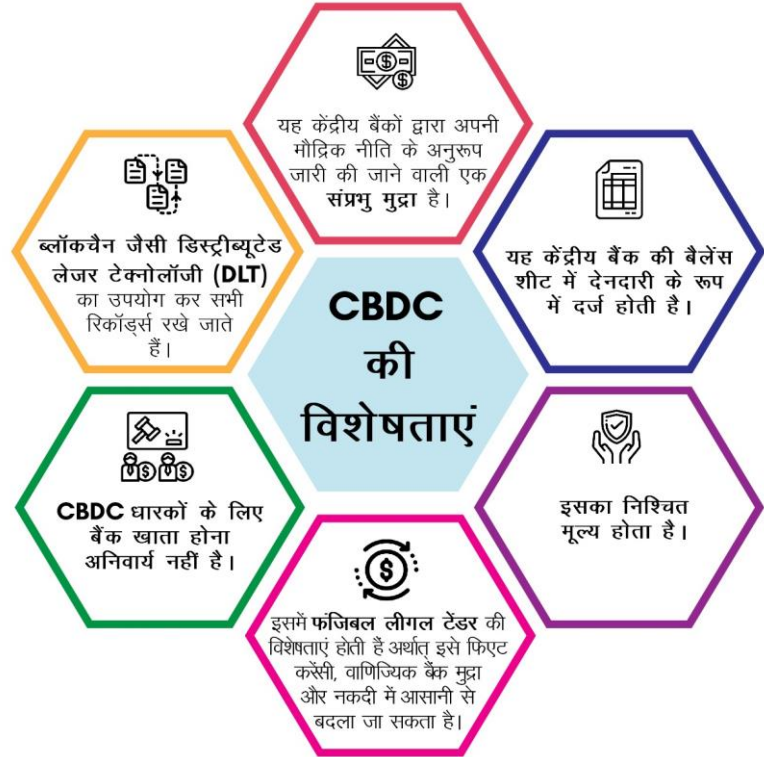 यह केंद्रीय बैंकों द्वारा अपनी
मौद्रिक नीति के अनुरूप
जारी की जाने वाली एक
संप्रभु मुद्रा है।
ब्लॉकचैन जैसी डिस्ट्रीब्यूटेड
लेजर टेक्नोलॉजी (DLT)
का उपयोग कर सभी
रिकॉर्ड्स रखे जाते
हैं।
यह केंद्रीय बैंक की बैलेंस
शीट में देनदारी के रूप
में दर्ज होती है।
CBDC
की
विशेषताएं
CBDC धारकों के लिए
बैंक खाता होना
अनिवार्य नहीं है।
इसका निश्चित
मूल्य होता है।
इसमें फंजिबल लीगल टेंडर की
विशेषताएं होती हैं अर्थात् इसे फिएट
करेंसी, वाणिज्यिक बैंक मुद्रा
और नकदी में आसानी से
बदला जा सकता है।